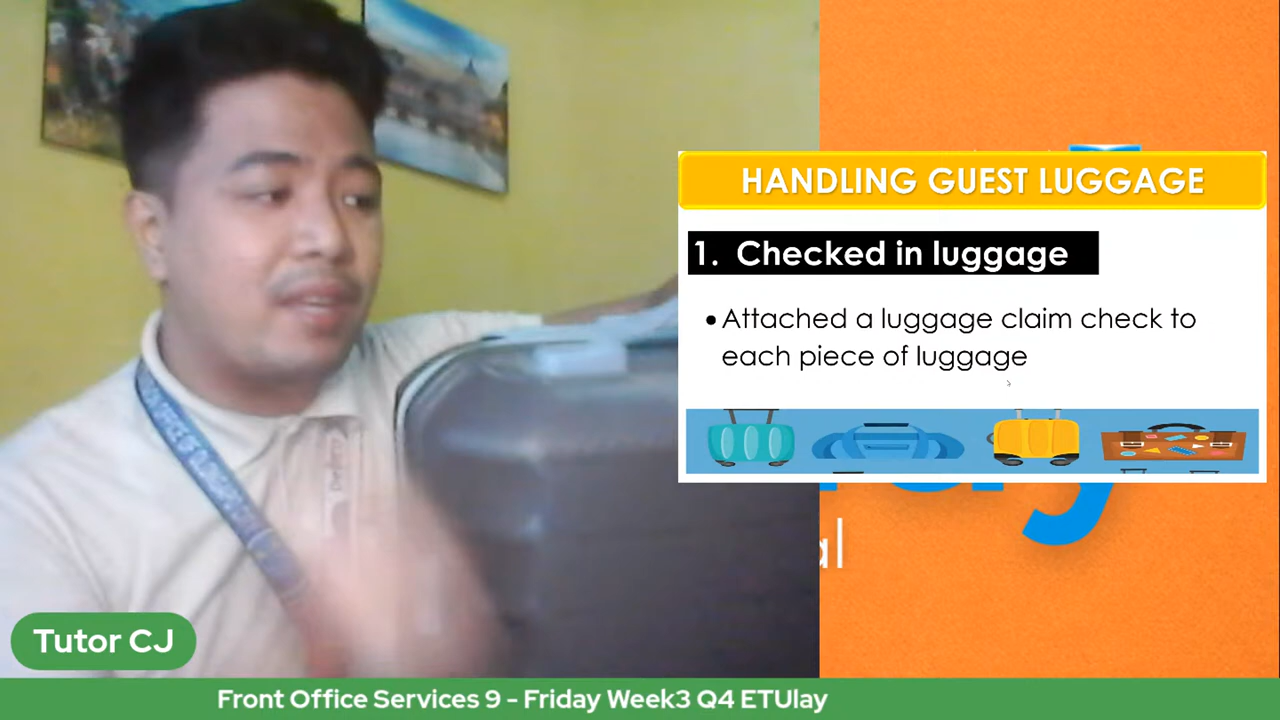 HANDLING GUEST LUGGAGE
1. Checked in luggage
• Attached a luggage claim check to
each piece of luggage
al
Tutor CJ
Front Office Services 9 - Friday Week3 Q4 ETUlay